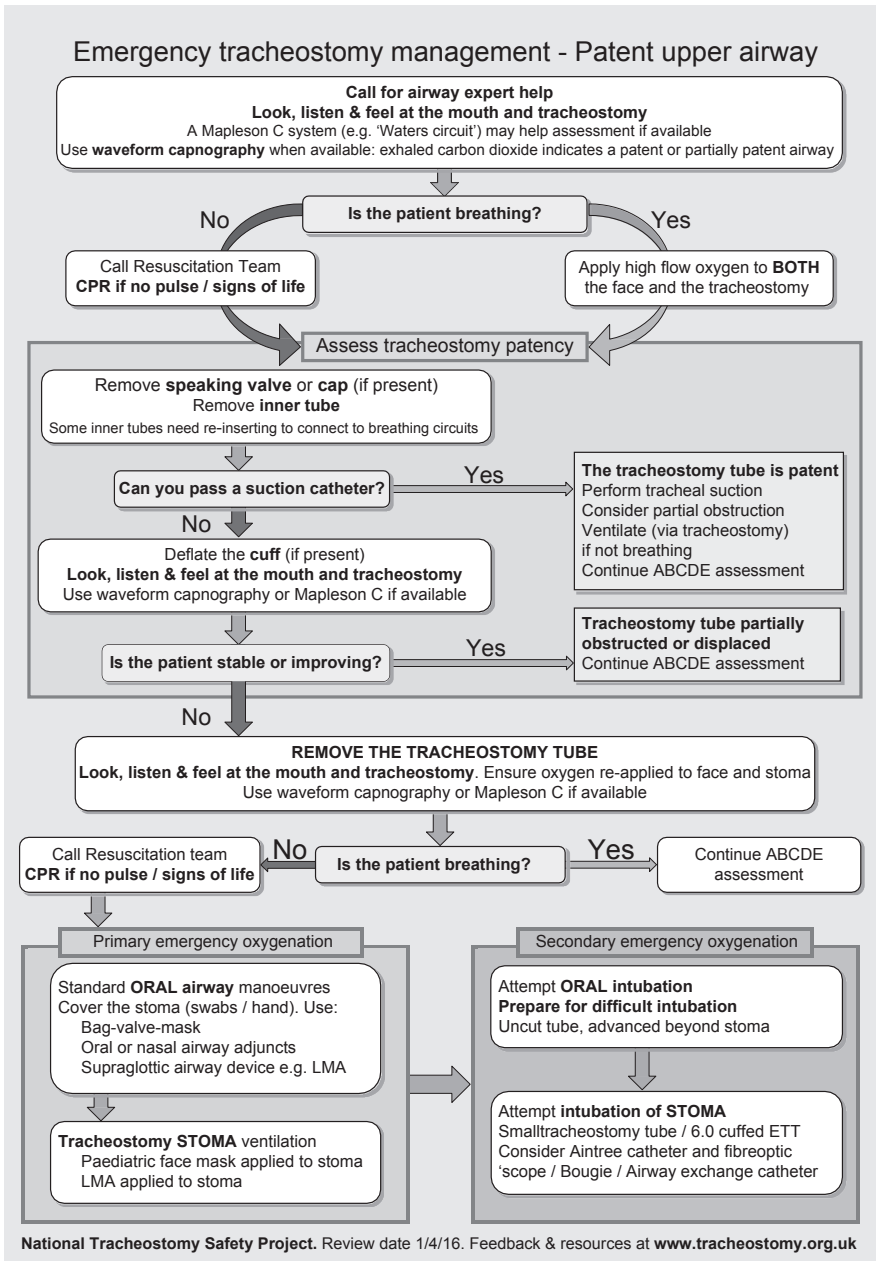 Emergency tracheostomy management - Patent upper airway
Call for airway expert help
Look, listen & feel at the mouth and tracheostomy
A Mapleson C system (e.g. ‘Waters circuit’) may help assessment if available
Use waveform capnography when available: exhaled carbon dioxide indicates a patent or partially patent airway
Is the patient breathing?
No
Yes
Call Resuscitation Team
CPR if no pulse / signs of life
Apply high flow oxygen to BOTH
the face and the tracheostomy
Assess tracheostomy patency
Remove speaking valve or cap (if present)
Remove inner tube
Some inner tubes need re-inserting to connect to breathing circuits
Can you pass a suction catheter?
Yes
The tracheostomy tube is patent
Perform tracheal suction
Consider partial obstruction
Ventilate (via tracheostomy)
if not breathing
Continue ABCDE assessment
No
Deflate the cuff (if present)
Look, listen & feel at the mouth and tracheostomy
Use waveform capnography or Mapleson C if available
Is the patient stable or improving?
Yes
Tracheostomy tube partially
obstructed or displaced
Continue ABCDE assessment
No
REMOVE THE TRACHEOSTOMY TUBE
Look, listen & feel at the mouth and tracheostomy. Ensure oxygen re-applied to face and stoma
Use waveform capnography or Mapleson C if available
Is the patient breathing?
No
Yes
Call Resuscitation team
CPR if no pulse / signs of life
Continue ABCDE
assessment
Primary emergency oxygenation
Standard ORAL airway manoeuvres
Cover the stoma (swabs / hand). Use:
Bag-valve-mask
Oral or nasal airway adjuncts
Supraglottic airway device e.g. LMA
Tracheostomy STOMA ventilation
Paediatric face mask applied to stoma
LMA applied to stoma
Secondary emergency oxygenation
Attempt ORAL intubation
Prepare for difficult intubation
Uncut tube, advanced beyond stoma
Attempt intubation of STOMA
Smalltracheostomy tube / 6.0 cuffed ETT
Consider Aintree catheter and fibreoptic
‘scope / Bougie / Airway exchange catheter
National Tracheostomy Safety Project. Review date 1/4/16. Feedback & resources at www.tracheostomy.org.uk